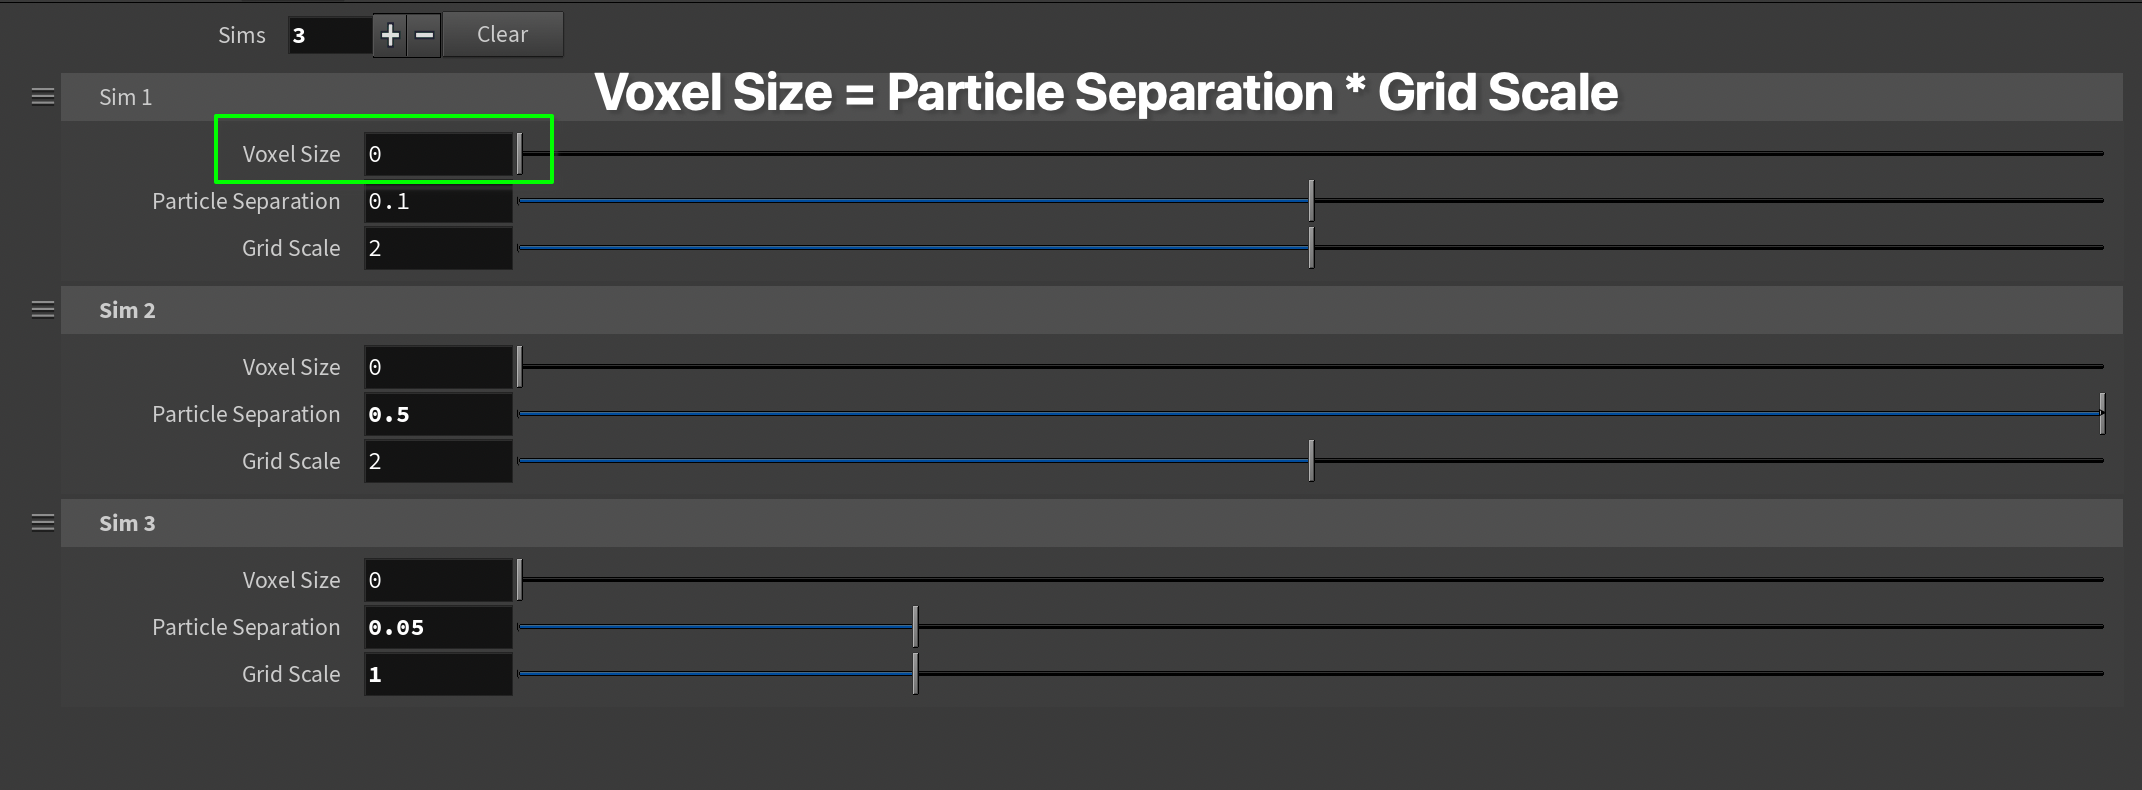 Sims 3 + − Clear
Sim 1
Voxel Size = Particle Separation * Grid Scale
Voxel Size 0
Particle Separation 0.1
Grid Scale 2
Sim 2
Voxel Size 0
Particle Separation 0.5
Grid Scale 2
Sim 3
Voxel Size 0
Particle Separation 0.05
Grid Scale 1